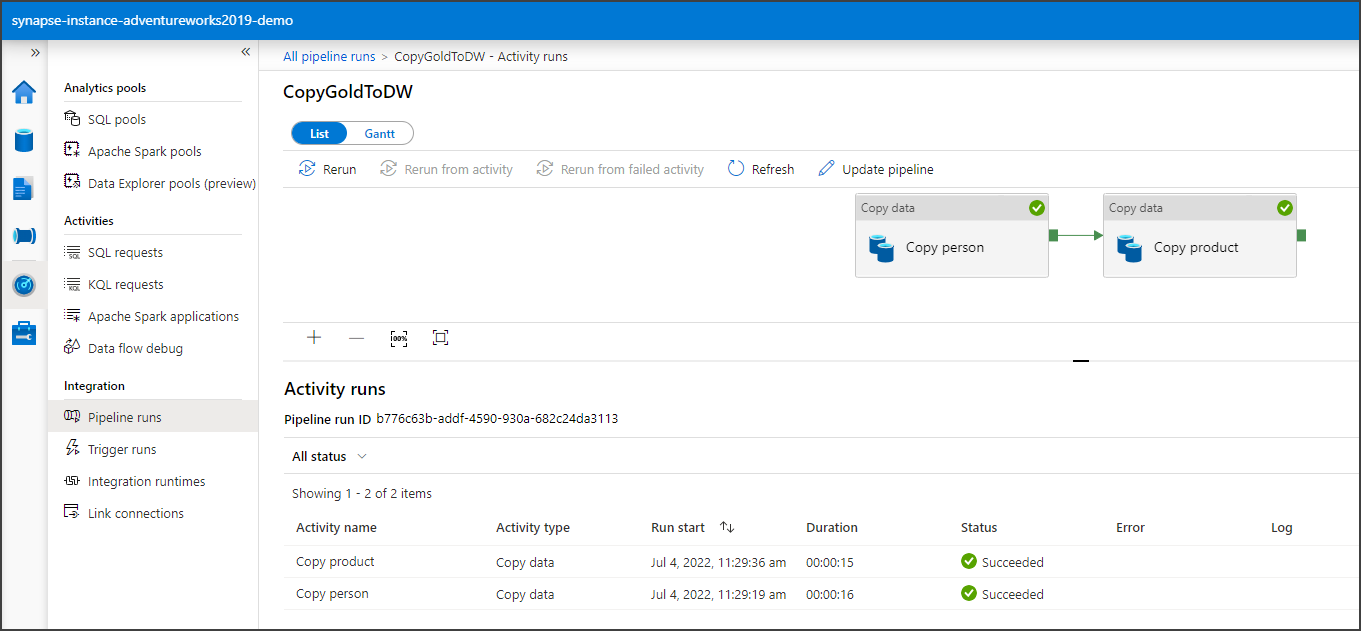 synapse-instance-adventureworks2019-demo
»
«
Analytics pools
SQL pools
Apache Spark pools
Data Explorer pools (preview)
Activities
SQL requests
KQL requests
Apache Spark applications
Data flow debug
Integration
Pipeline runs
Trigger runs
Integration runtimes
Link connections
All pipeline runs > CopyGoldToDW - Activity runs
CopyGoldToDW
List Gantt
Rerun Rerun from activity Rerun from failed activity Refresh Update pipeline
Copy data Copy data
Copy person Copy product
100%
Activity runs
Pipeline run ID b776c63b-addf-4590-930a-682c24da3113
All status
Showing 1 - 2 of 2 items
Activity name Activity type Run start Duration Status Error Log
Copy product Copy data Jul 4, 2022, 11:29:36 am 00:00:15 Succeeded
Copy person Copy data Jul 4, 2022, 11:29:19 am 00:00:16 Succeeded